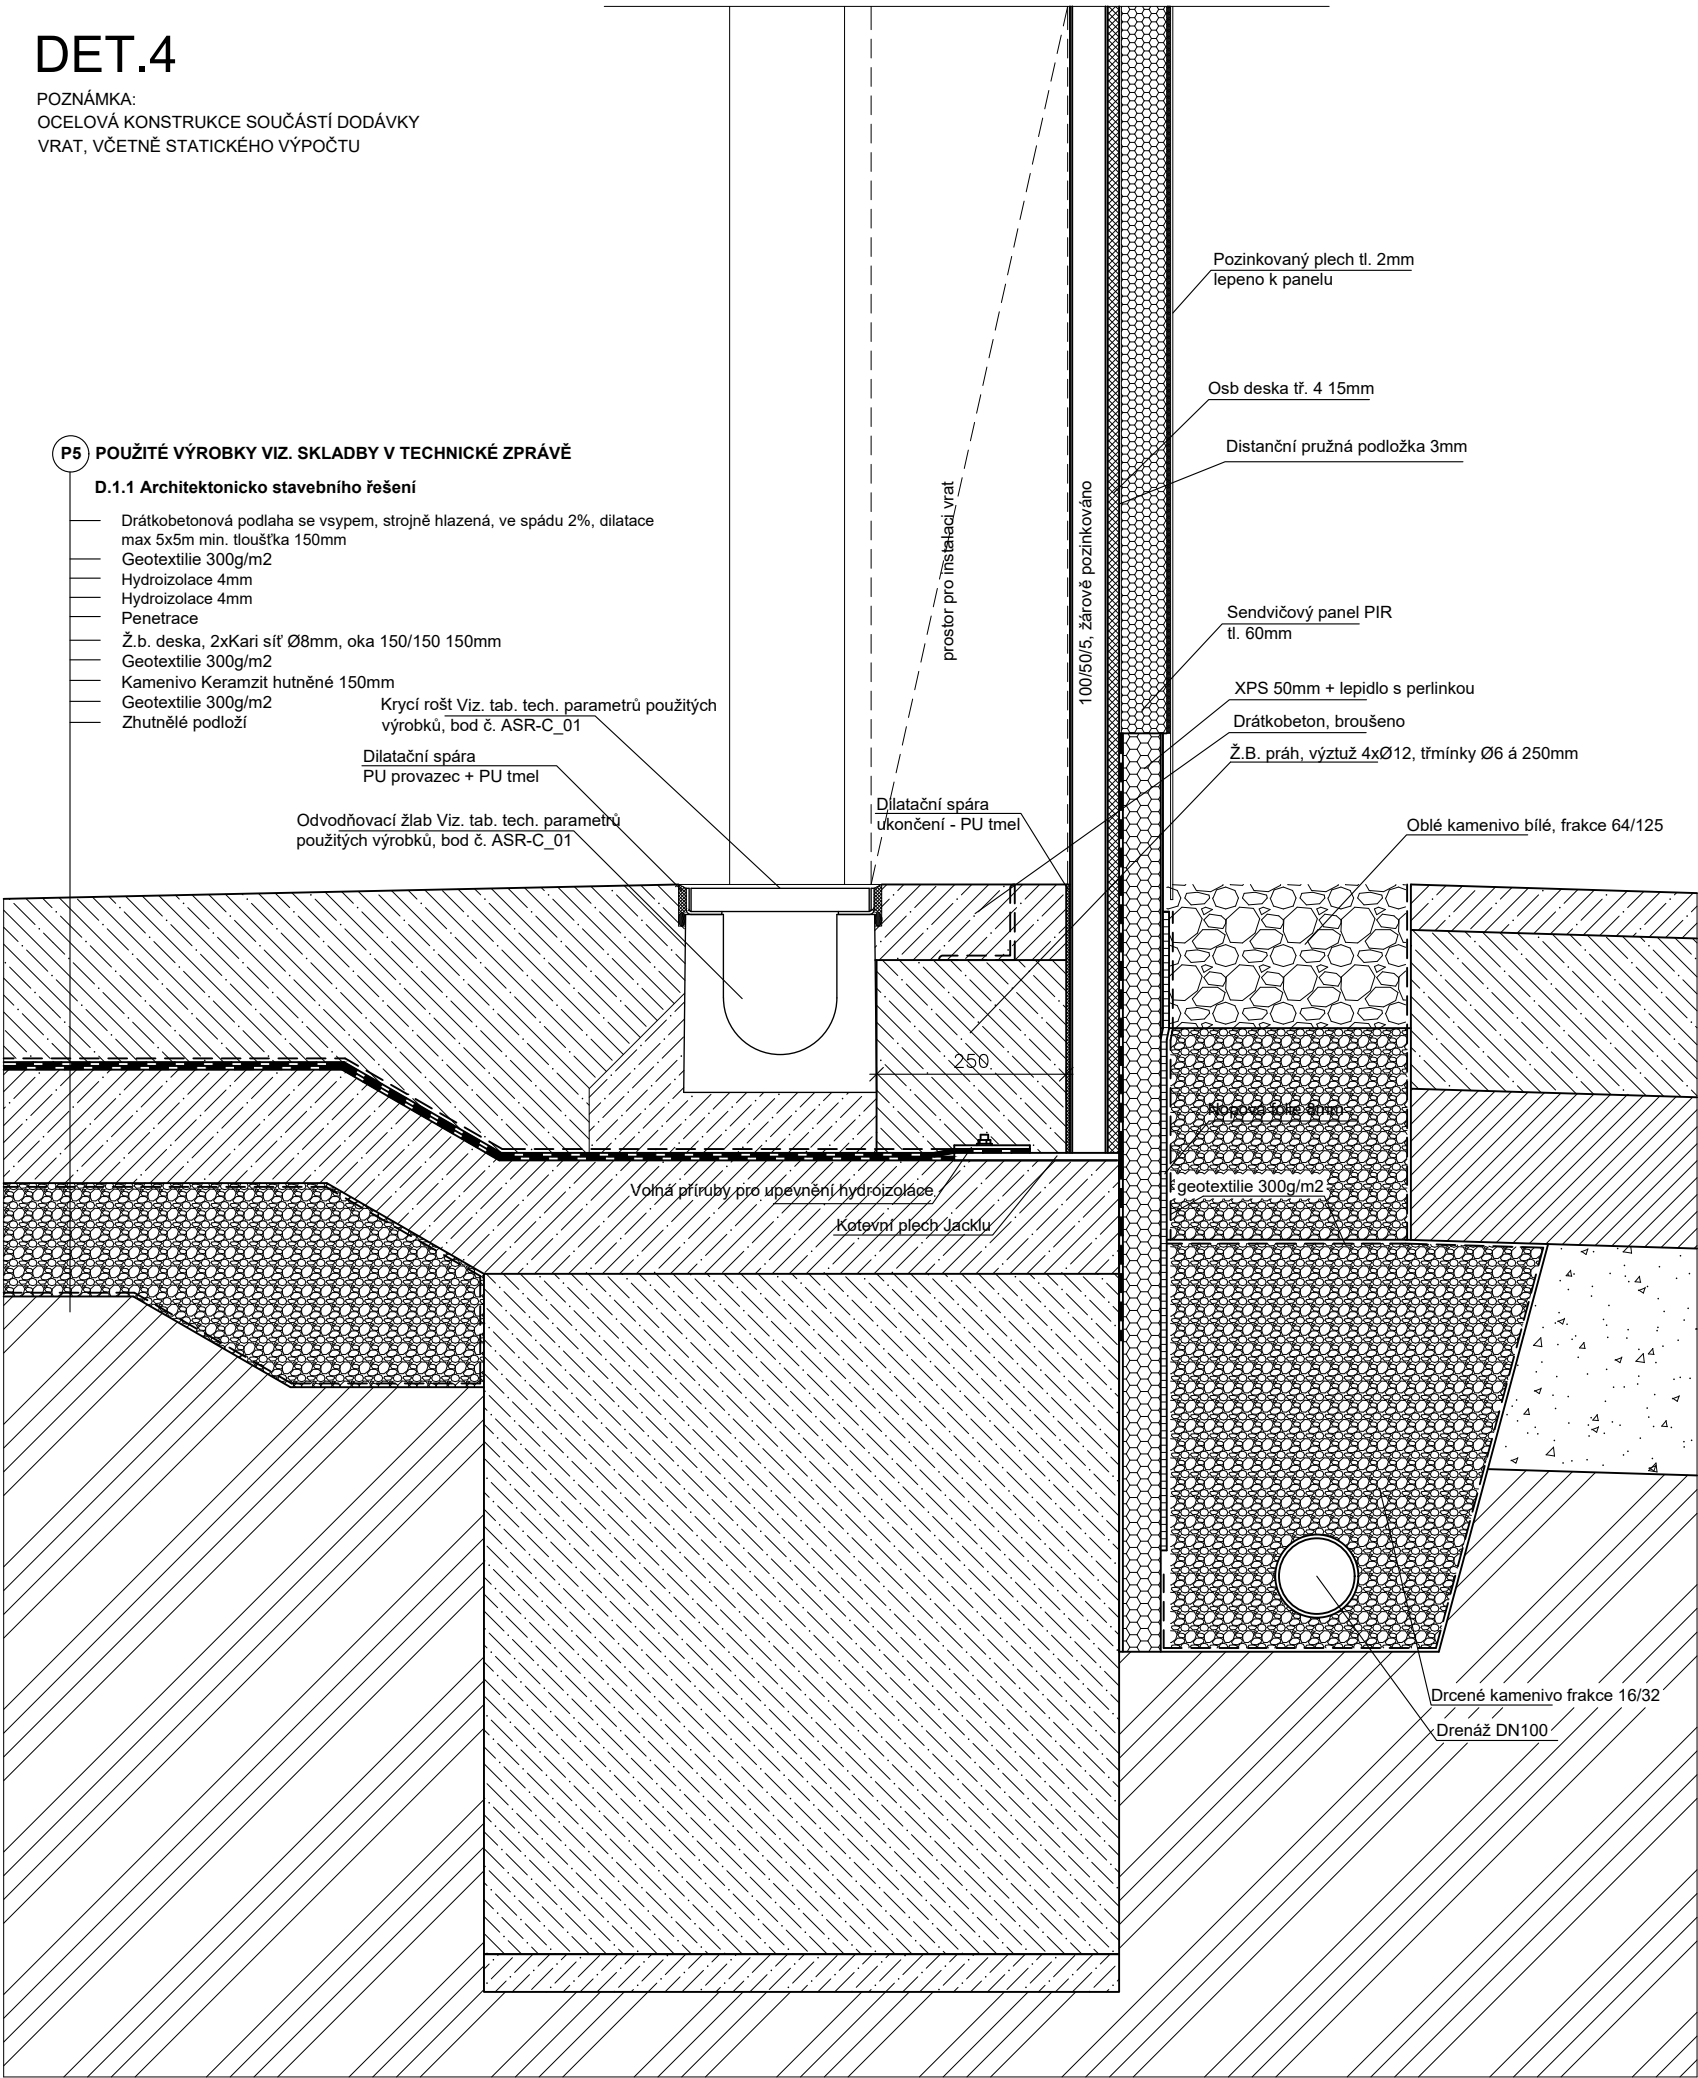 DET.4
POZNÁMKA:
OCELOVÁ KONSTRUKCE SOUČÁSTÍ DODÁVKY
VRAT, VČETNĚ STATICKÉHO VÝPOČTU
P5 POUŽITÉ VÝROBKY VIZ. SKLADBY V TECHNICKÉ ZPRÁVĚ
D.1.1 Architektonicko stavebního řešení
Drátkobetonová podlaha se vsypem, strojně hlazená, ve spádu 2%, dilatace
max 5x5m min. tloušťka 150mm
Geotextilie 300g/m2
Hydroizolace 4mm
Hydroizolace 4mm
Penetrace
Ž.b. deska, 2xKari síť Ø8mm, oka 150/150 150mm
Geotextilie 300g/m2
Kamenivo Keramzit hutněné 150mm
Geotextilie 300g/m2
Zhutnělé podloží
Krycí rošt Viz. tab. tech. parametrů použitých
výrobků, bod č. ASR-C_01
Dilatační spára
PU provazec + PU tmel
Odvodňovací žlab Viz. tab. tech. parametrů
použitých výrobků, bod č. ASR-C_01
Dilatační spára
ukončení - PU tmel
prostor pro instalaci vrat
100/50/5, žárově pozinkováno
Pozinkovaný plech tl. 2mm
lepeno k panelu
Osb deska tř. 4 15mm
Distanční pružná podložka 3mm
Sendvičový panel PIR
tl. 60mm
XPS 50mm + lepidlo s perlinkou
Drátkobeton, broušeno
Ž.B. práh, výztuž 4xØ12, třmínky Ø6 á 250mm
Oblé kamenivo bílé, frakce 64/125
250
Nopová folie 8mm
geotextilie 300g/m2
Volná příruby pro upevnění hydroizolace
Kotevní plech Jacklu
Drcené kamenivo frakce 16/32
Drenáž DN100